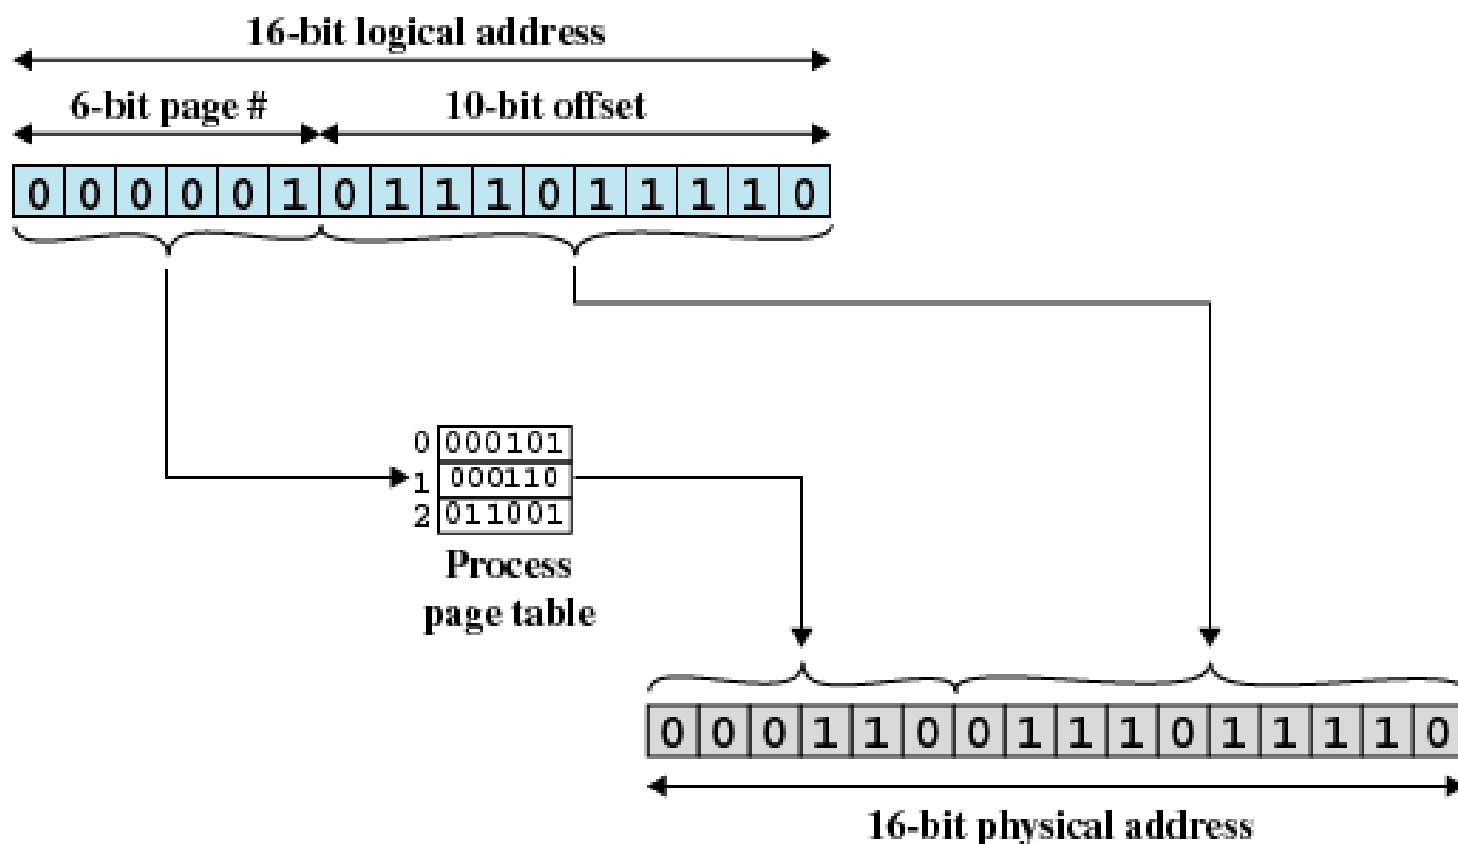 16-bit logical address
6-bit page # 10-bit offset
0 0 0 0 0 1 0 1 1 1 0 1 1 1 1 0
0 000101
1 000110
2 011001
Process
page table
0 0 0 1 1 0 0 1 1 1 0 1 1 1 1 0
16-bit physical address